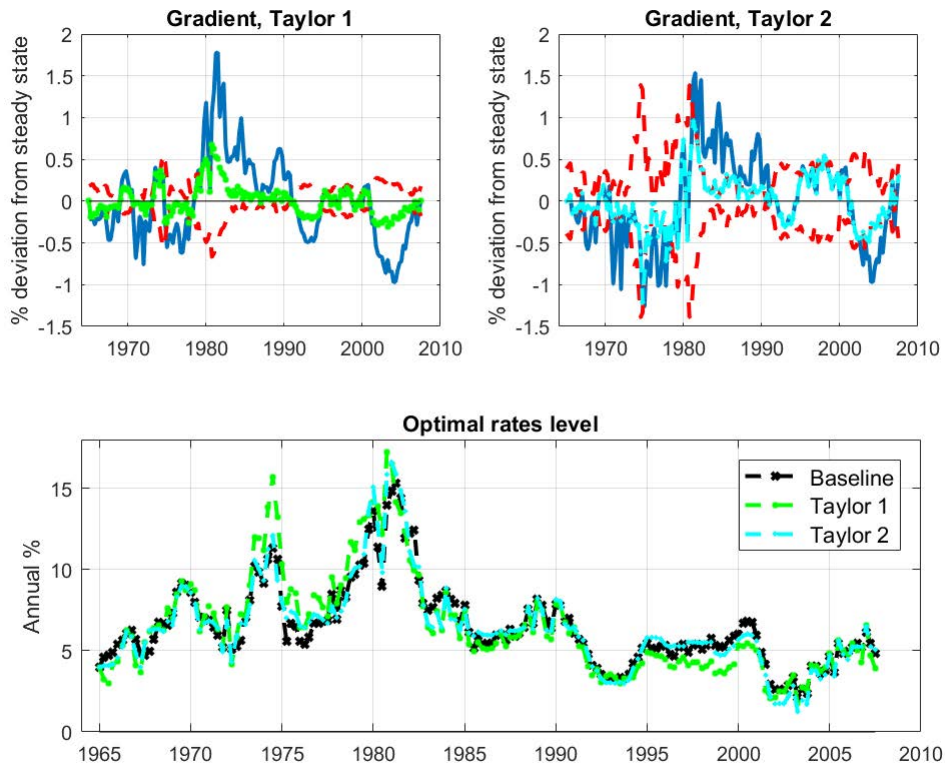 Gradient, Taylor 1
% deviation from steady state
2
1.5
1
0.5
0
-0.5
-1
-1.5
1970 1980 1990 2000 2010
Gradient, Taylor 2
% deviation from steady state
2
1.5
1
0.5
0
-0.5
-1
-1.5
1970 1980 1990 2000 2010
Optimal rates level
Annual %
15
10
5
0
1965 1970 1975 1980 1985 1990 1995 2000 2005 2010
Baseline
Taylor 1
Taylor 2